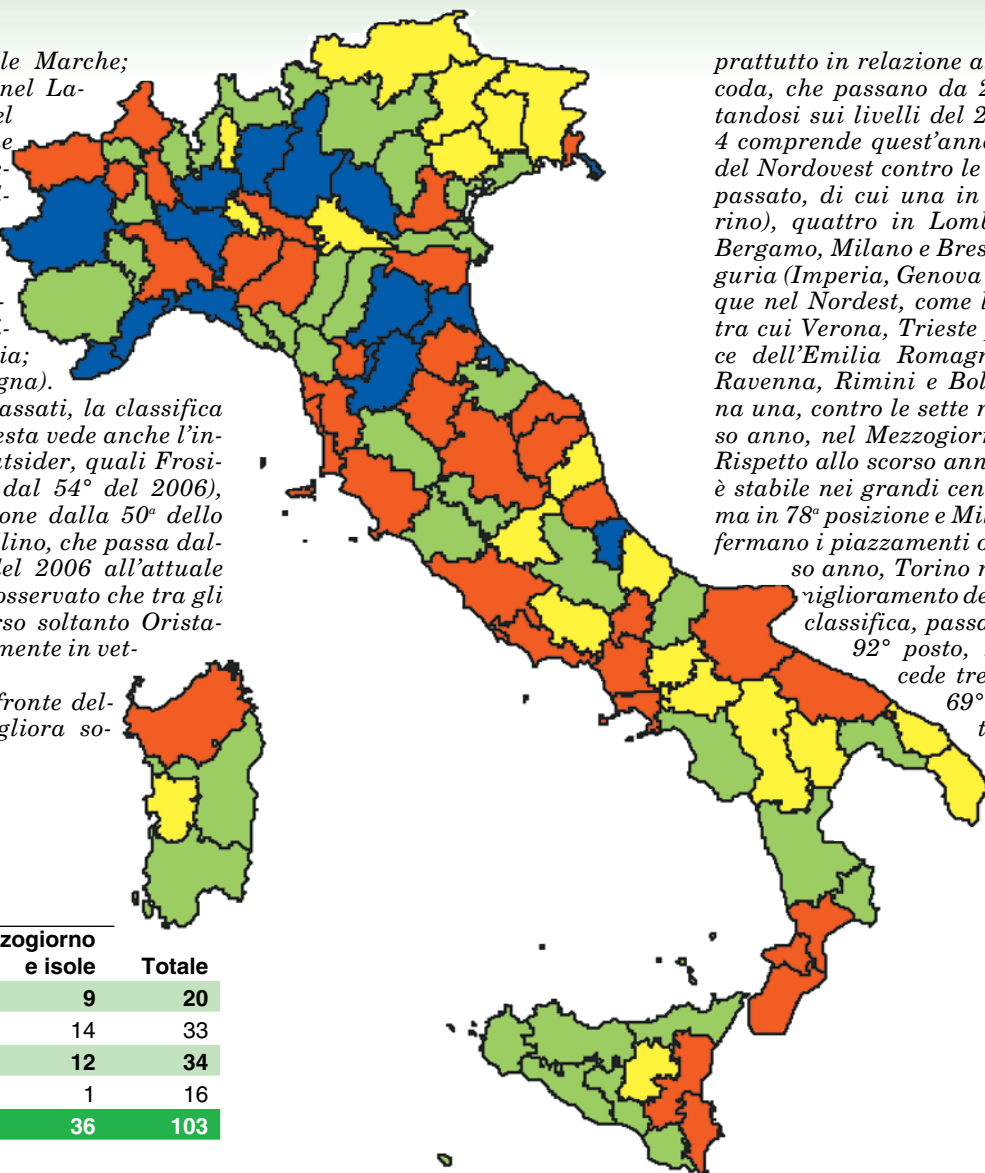 le Marche;
nel La-
el
ne
gna).
assati, la classifica
esta vede anche l'in-
tsider, quali Frosi-
dal 54° del 2006),
one dalla 50ª dello
lino, che passa dal-
del 2006 all'attuale
osservato che tra gli
rso soltanto Orista-
mente in vet-
fronte del-
gliora so-
prattutto in relazione a
coda, che passano da 2
tandosi sui livelli del 2
4 comprende quest'anno
del Nordovest contro le
passato, di cui una in
rino), quattro in Lomb
Bergamo, Milano e Bres
guria (Imperia, Genova
que nel Nordest, come l
tra cui Verona, Trieste
ce dell'Emilia Romagn
Ravenna, Rimini e Bol
na una, contro le sette
so anno, nel Mezzogiorn
Rispetto allo scorso ann
è stabile nei grandi cen
ma in 78ª posizione e Mil
fermano i piazzamenti
so anno, Torino
miglioramento de
classifica, passa
92° posto,
cede tre
69°
t
zogiorno
e isole Totale
9 20
14 33
12 34
1 16
36 103